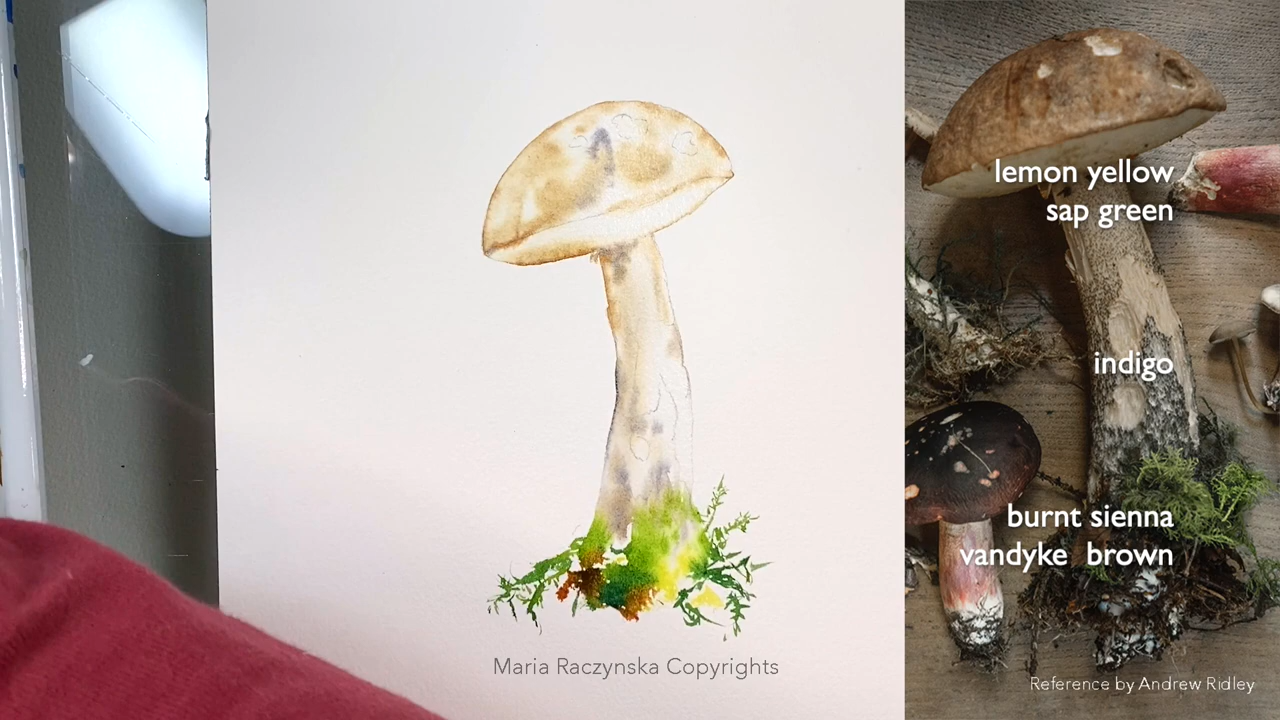 Maria Raczynska Copyrights
lemon yellow
sap green
indigo
burnt sienna
vandyke brown
Reference by Andrew Ridley